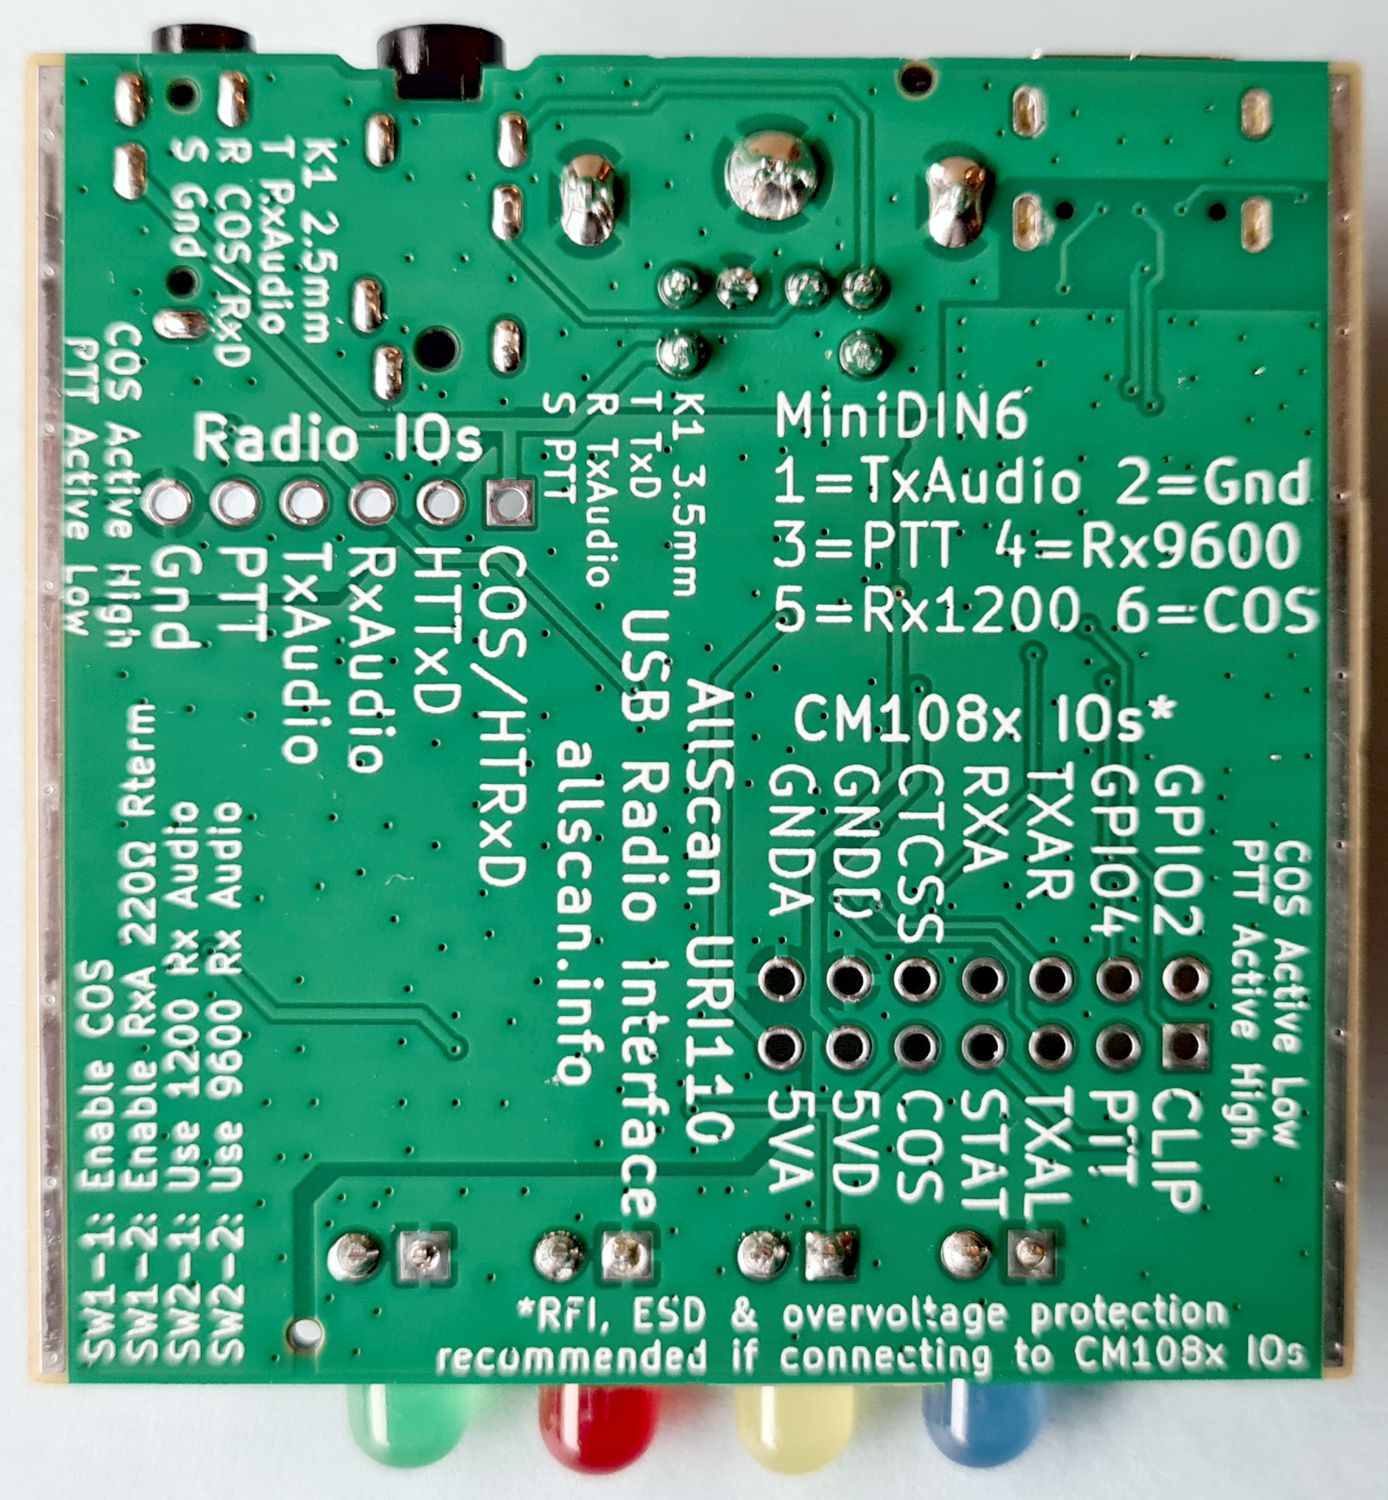 K1 2.5mm
T RxAudio
R COS/RxD
S Gnd
COS Active High
PTT Active Low
Radio IOs
Gnd
PTT
TxAudio
RxAudio
HTTxD
COS/HTRxD
K1 3.5mm
T TxD
R TxAudio
S PTT
MiniDIN6
1=TxAudio 2=Gnd
3=PTT 4=Rx9600
5=Rx1200 6=COS
AllScan URI110
USB Radio Interface
allscan.info
CM108x IOs*
GNDA
GNDD
CTCSS
RXA
TXAR
GPIO4
GPIO2
5VA
5VD
COS
STAT
TXAL
PTT
CLIP
COS Active Low
PTT Active High
SW1-1: Enable COS
SW1-2: Enable RxA 220Ω Rterm
SW2-1: Use 1200 Rx Audio
SW2-2: Use 9600 Rx Audio
*RFI, ESD & overvoltage protection
recommended if connecting to CM108x IOs